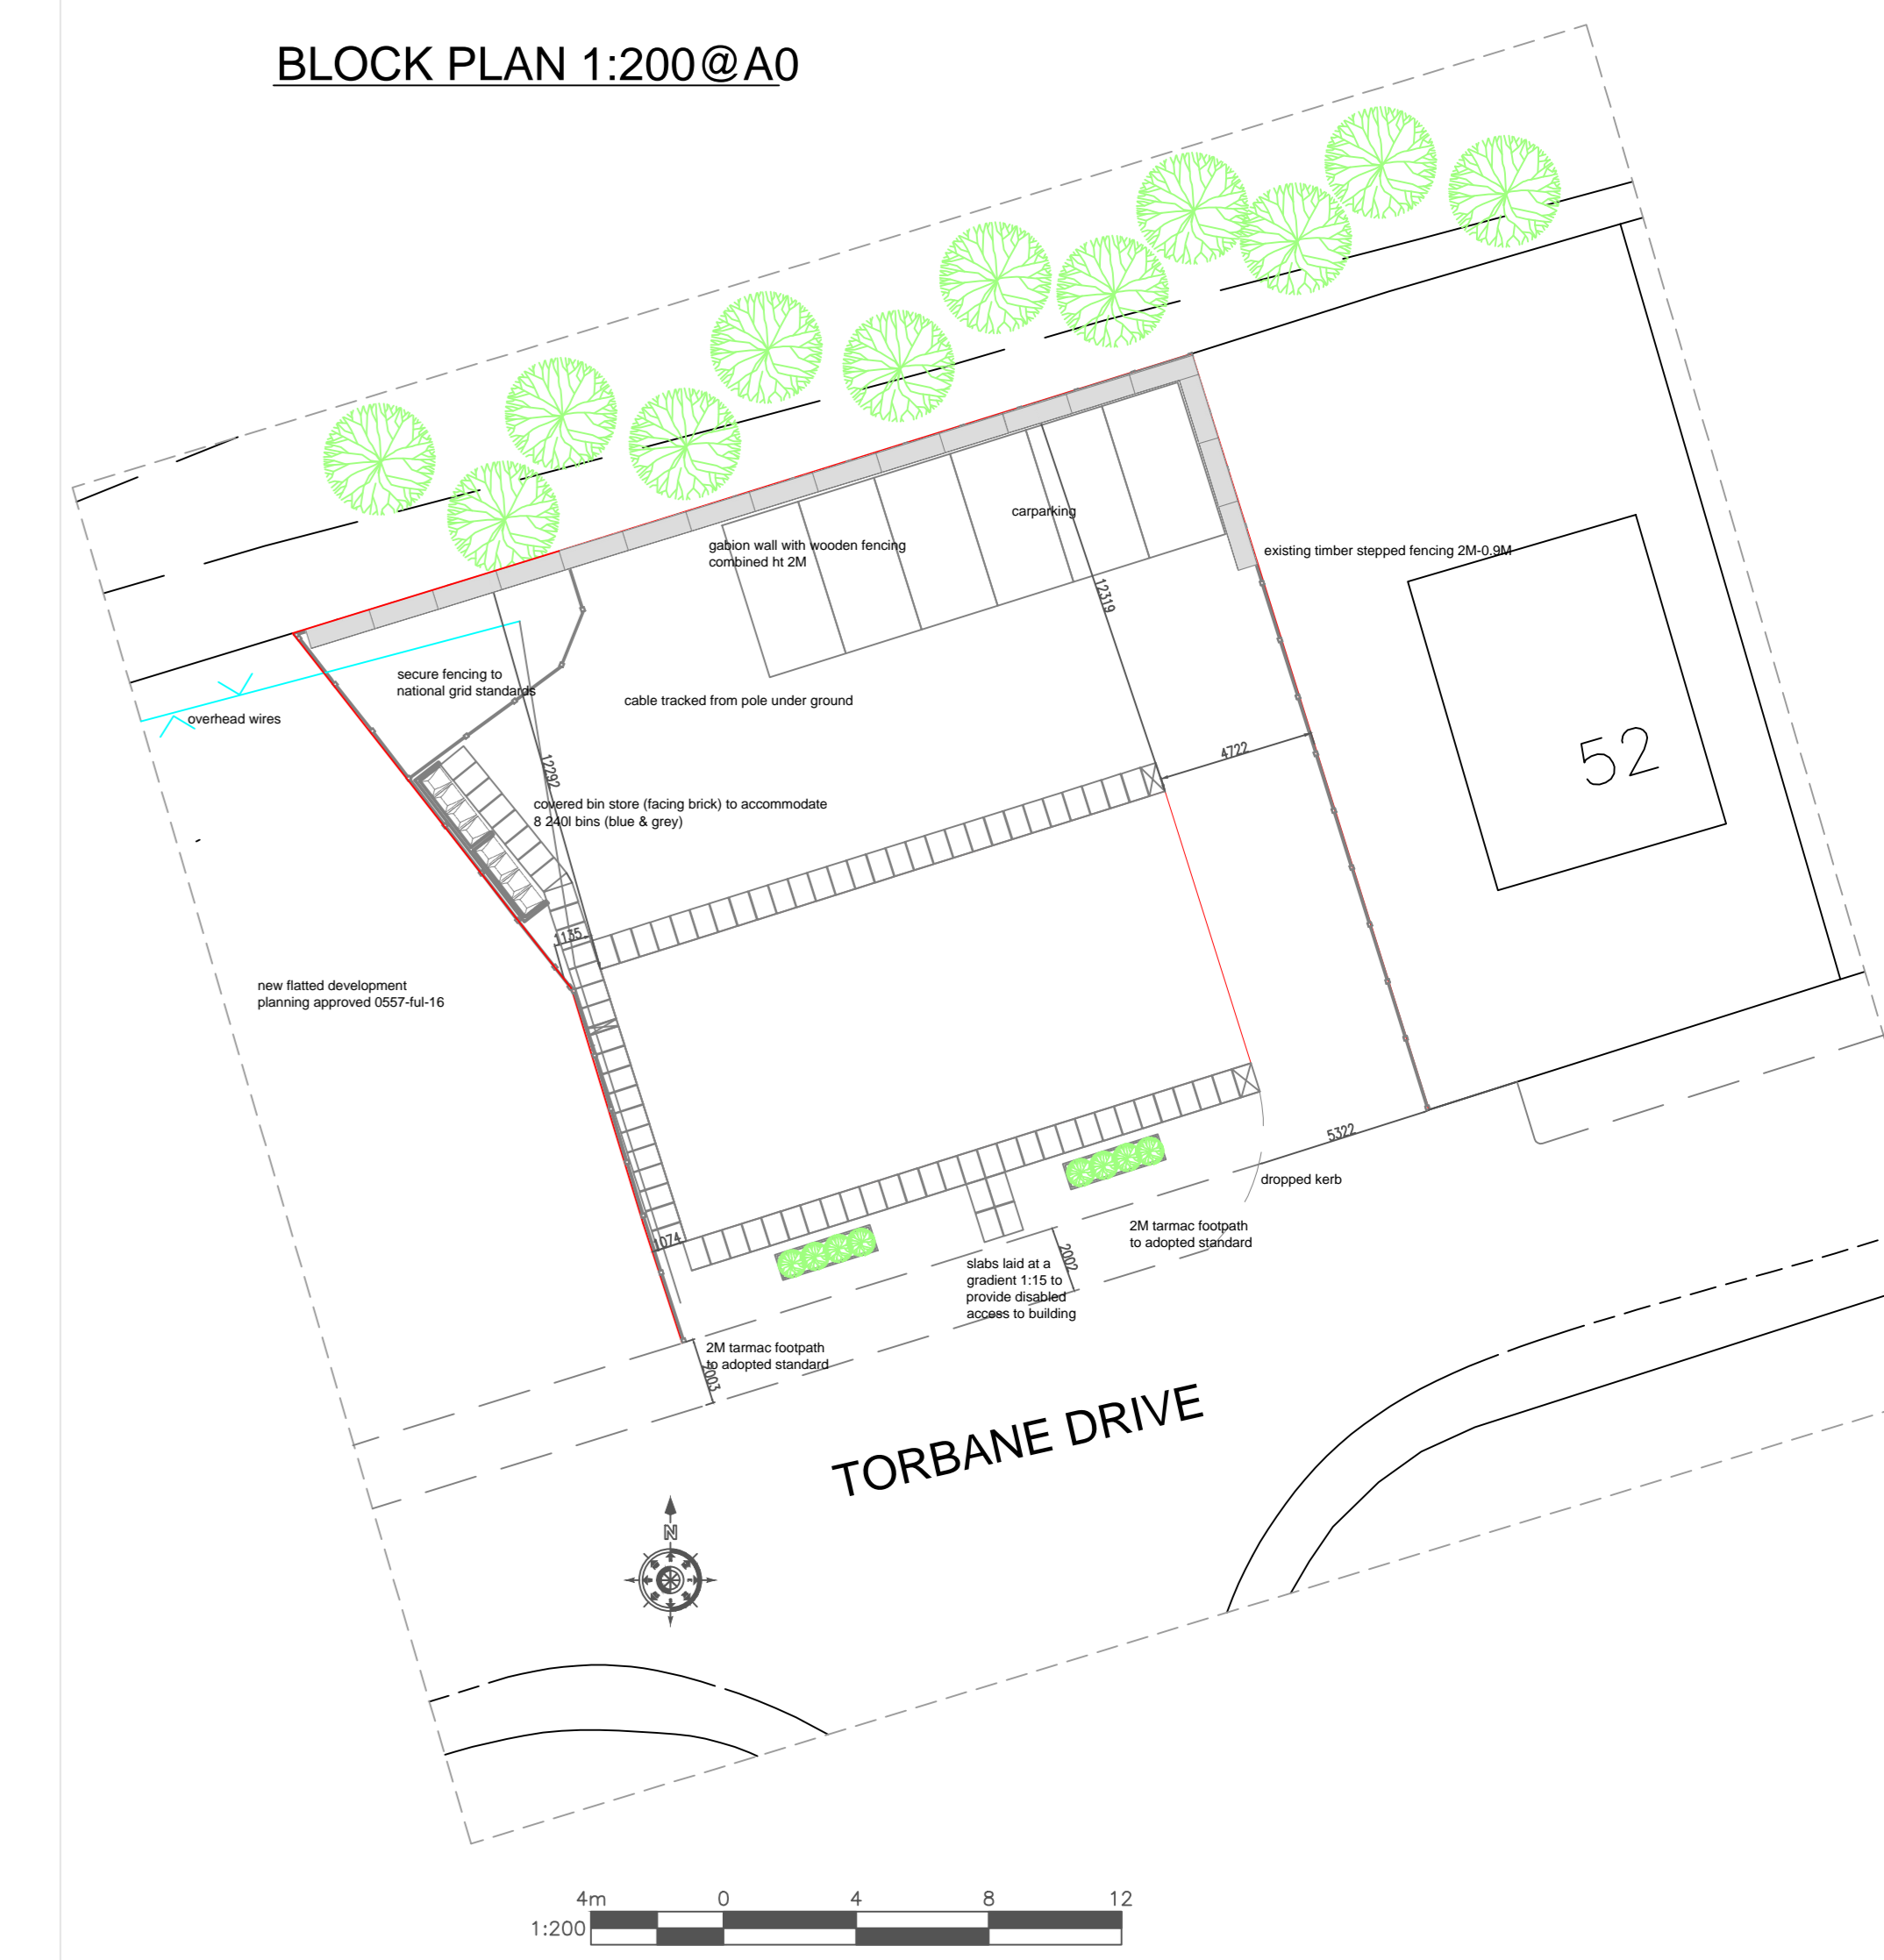 BLOCK PLAN 1:200@A0
carparking
gabion wall with wooden fencing
combined ht 2M
existing timber stepped fencing 2M-0.9M
12319
secure fencing to
national grid standards
cable tracked from pole under ground
overhead wires
4722
52
12292
covered bin store (facing brick) to accommodate
8 240l bins (blue & grey)
1135
new flatted development
planning approved 0557-ful-16
5322
dropped kerb
2M tarmac footpath
to adopted standard
1074
2002
slabs laid at a
gradient 1:15 to
provide disabled
access to building
2M tarmac footpath
to adopted standard
2003
TORBANE DRIVE
N
4m 0 4 8 12
1:200